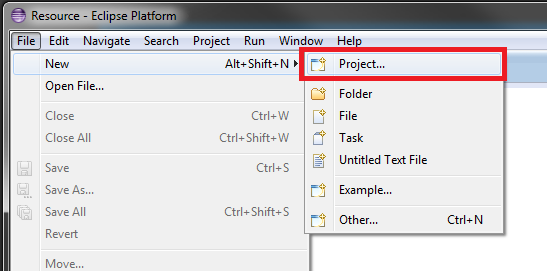 Resource - Eclipse Platform
File Edit Navigate Search Project Run Window Help
New Alt+Shift+N
Open File...
Close Ctrl+W
Close All Ctrl+Shift+W
Save Ctrl+S
Save As...
Save All Ctrl+Shift+S
Revert
Move...
Project...
Folder
File
Task
Untitled Text File
Example...
Other... Ctrl+N